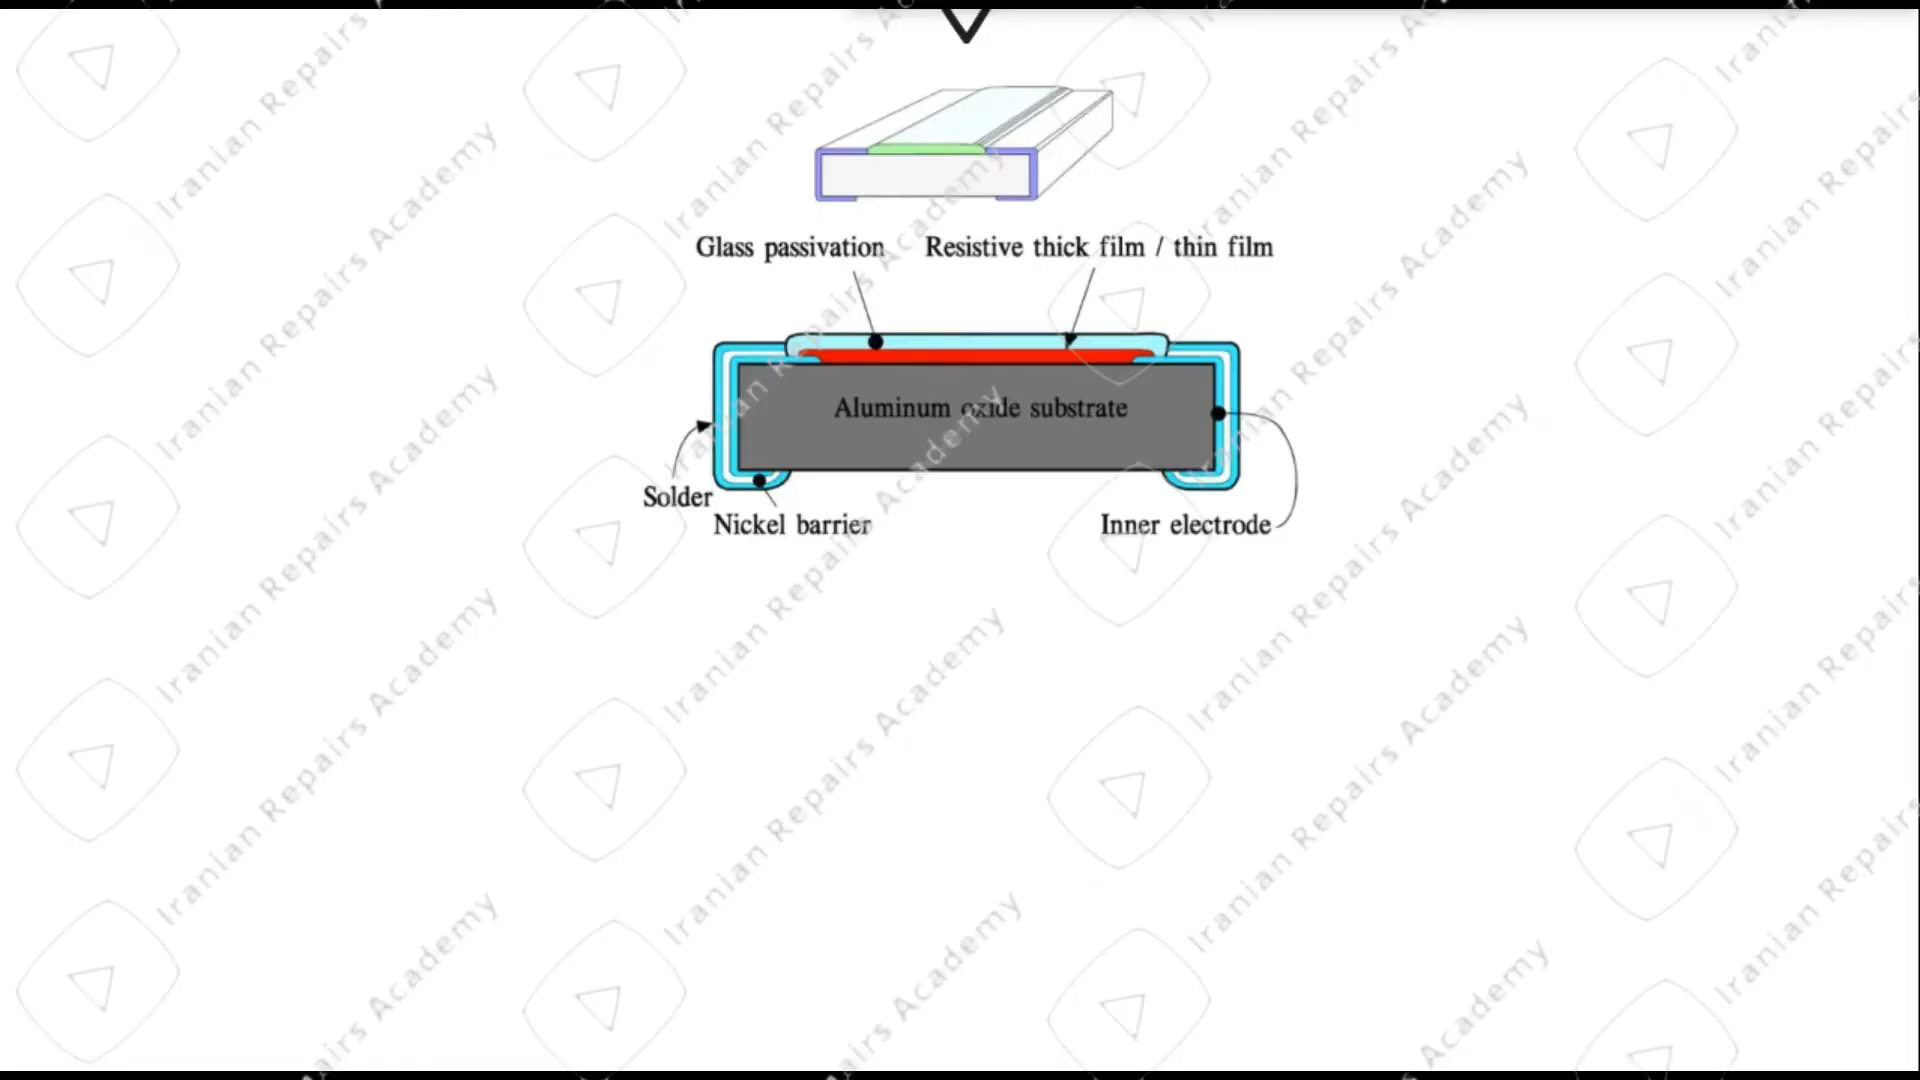 Glass passivation
Resistive thick film / thin film
Aluminum oxide substrate
Solder
Nickel barrier
Inner electrode
Iranian Repairs Academy